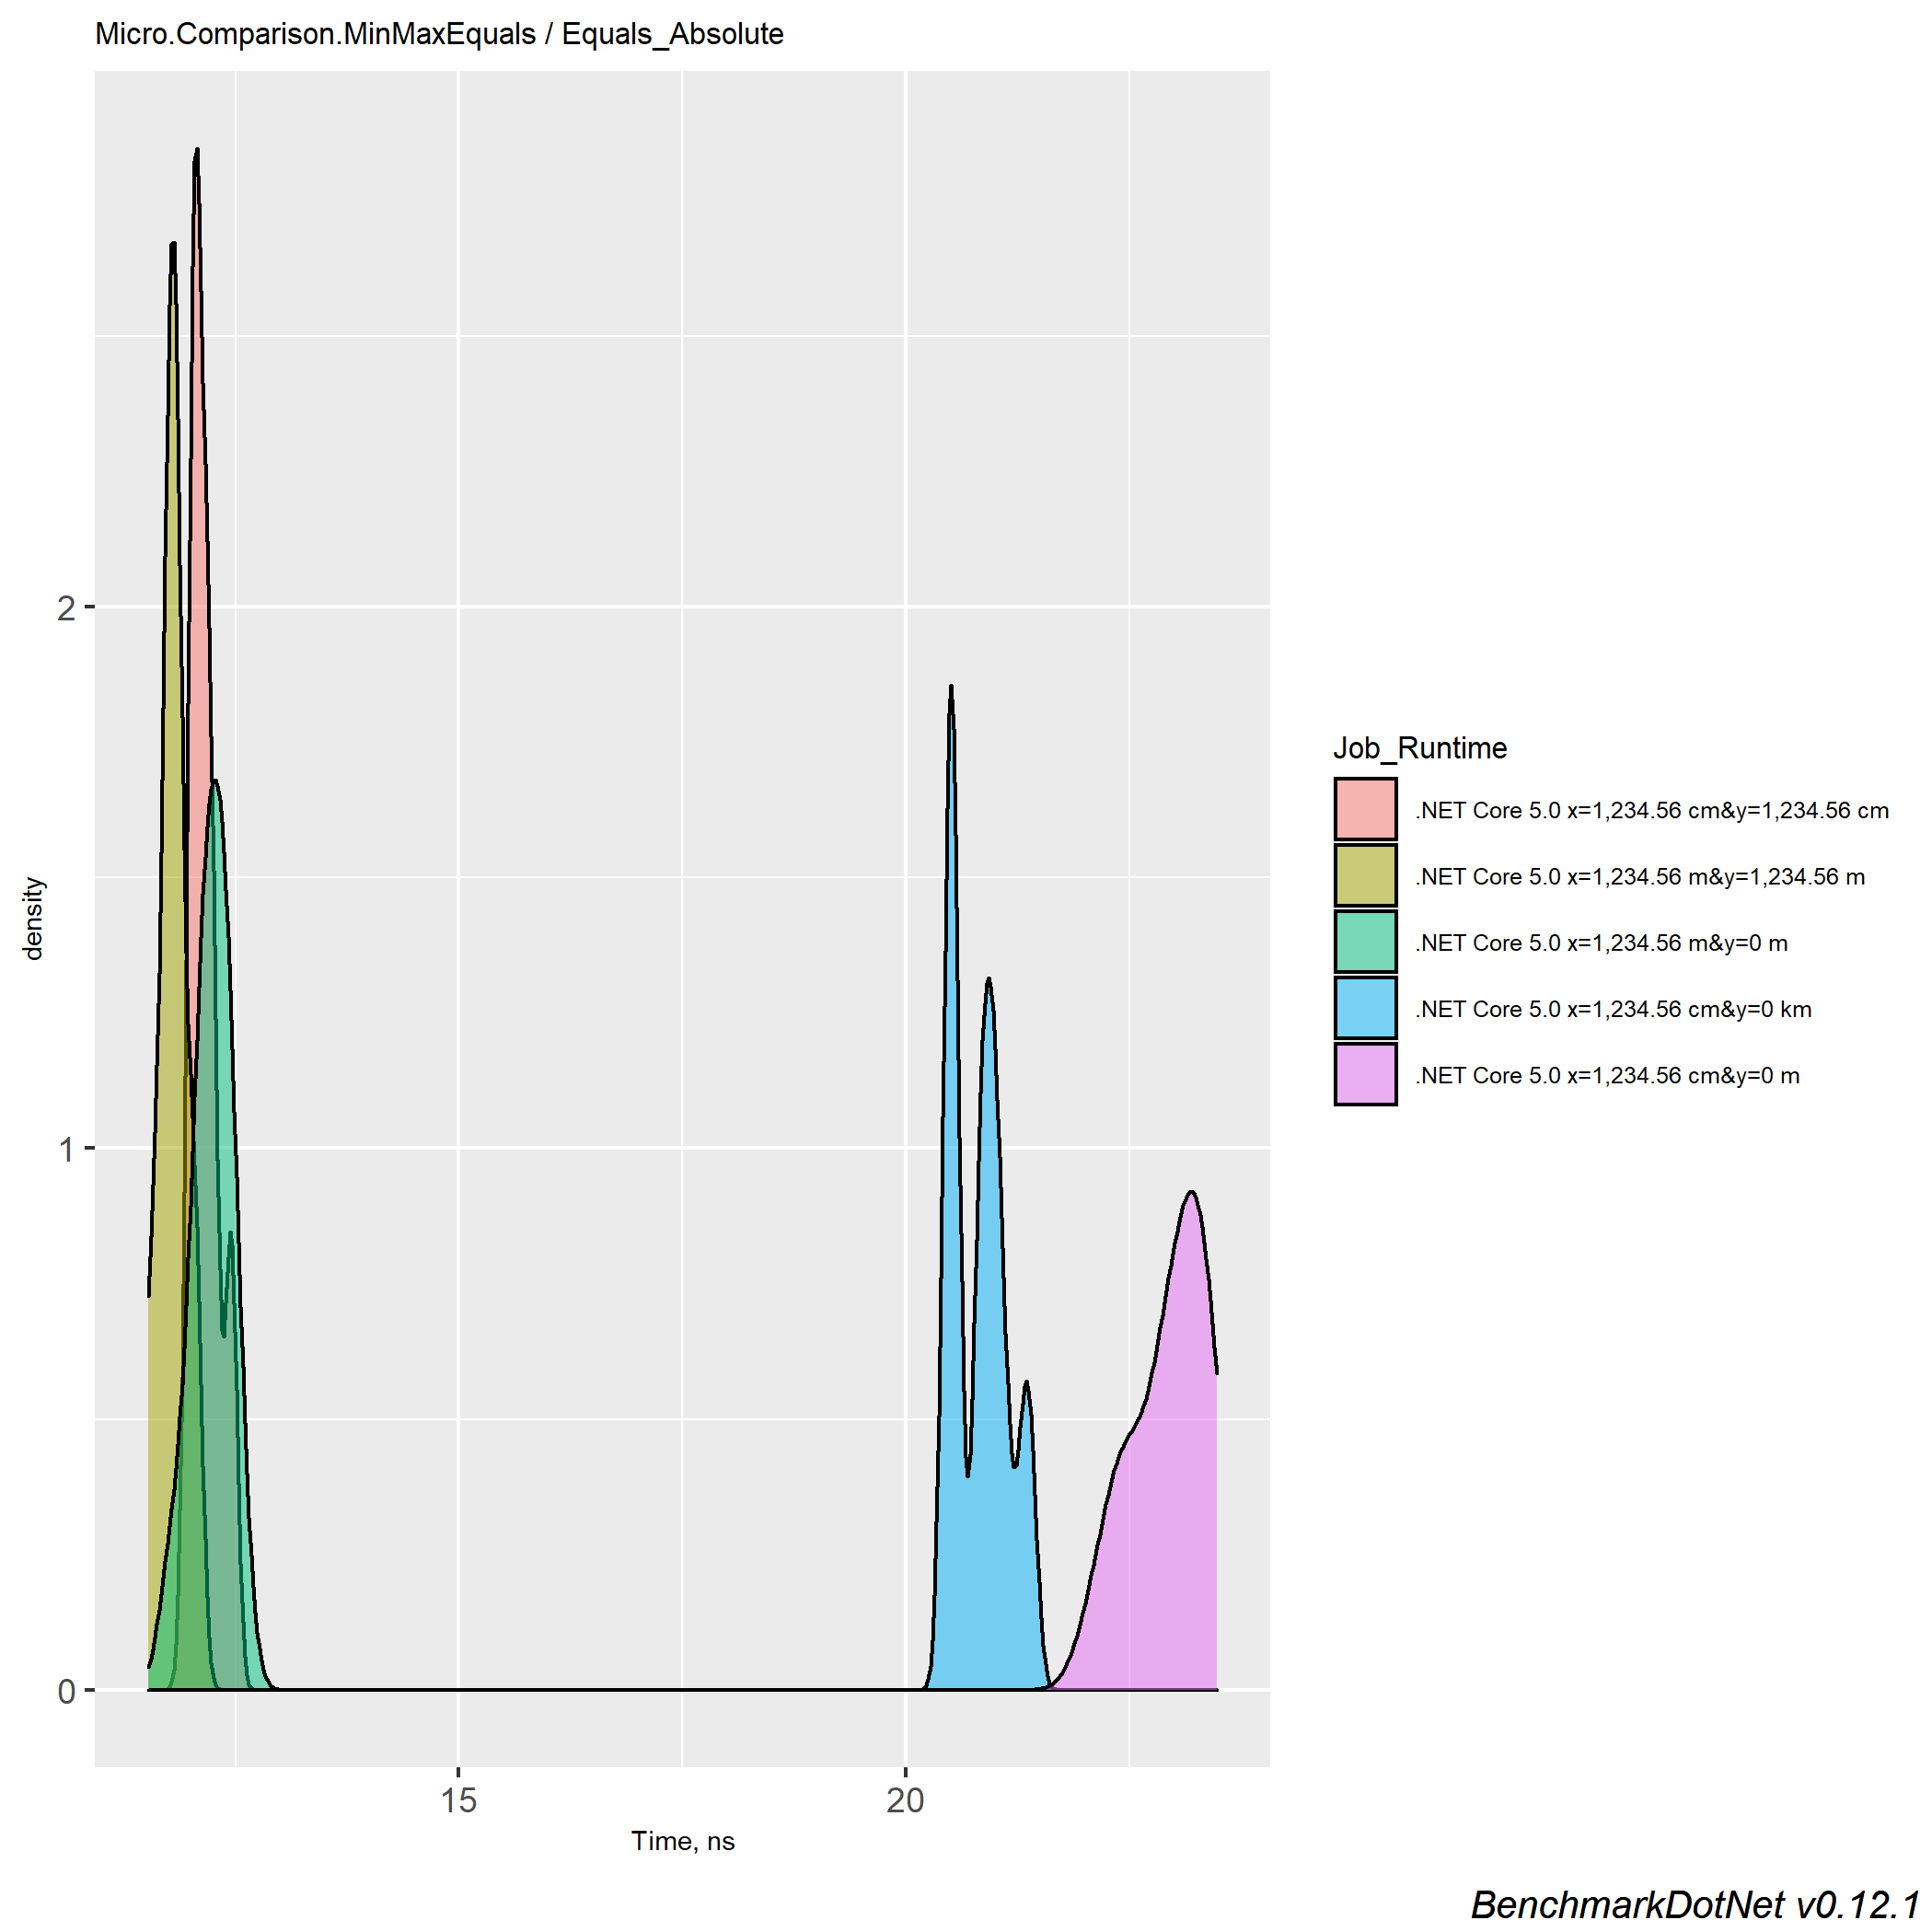 Micro.Comparison.MinMaxEquals / Equals_Absolute
2
1
0
density
15
20
Time, ns
Job_Runtime
.NET Core 5.0 x=1,234.56 cm&y=1,234.56 cm
.NET Core 5.0 x=1,234.56 m&y=1,234.56 m
.NET Core 5.0 x=1,234.56 m&y=0 m
.NET Core 5.0 x=1,234.56 cm&y=0 km
.NET Core 5.0 x=1,234.56 cm&y=0 m
BenchmarkDotNet v0.12.1